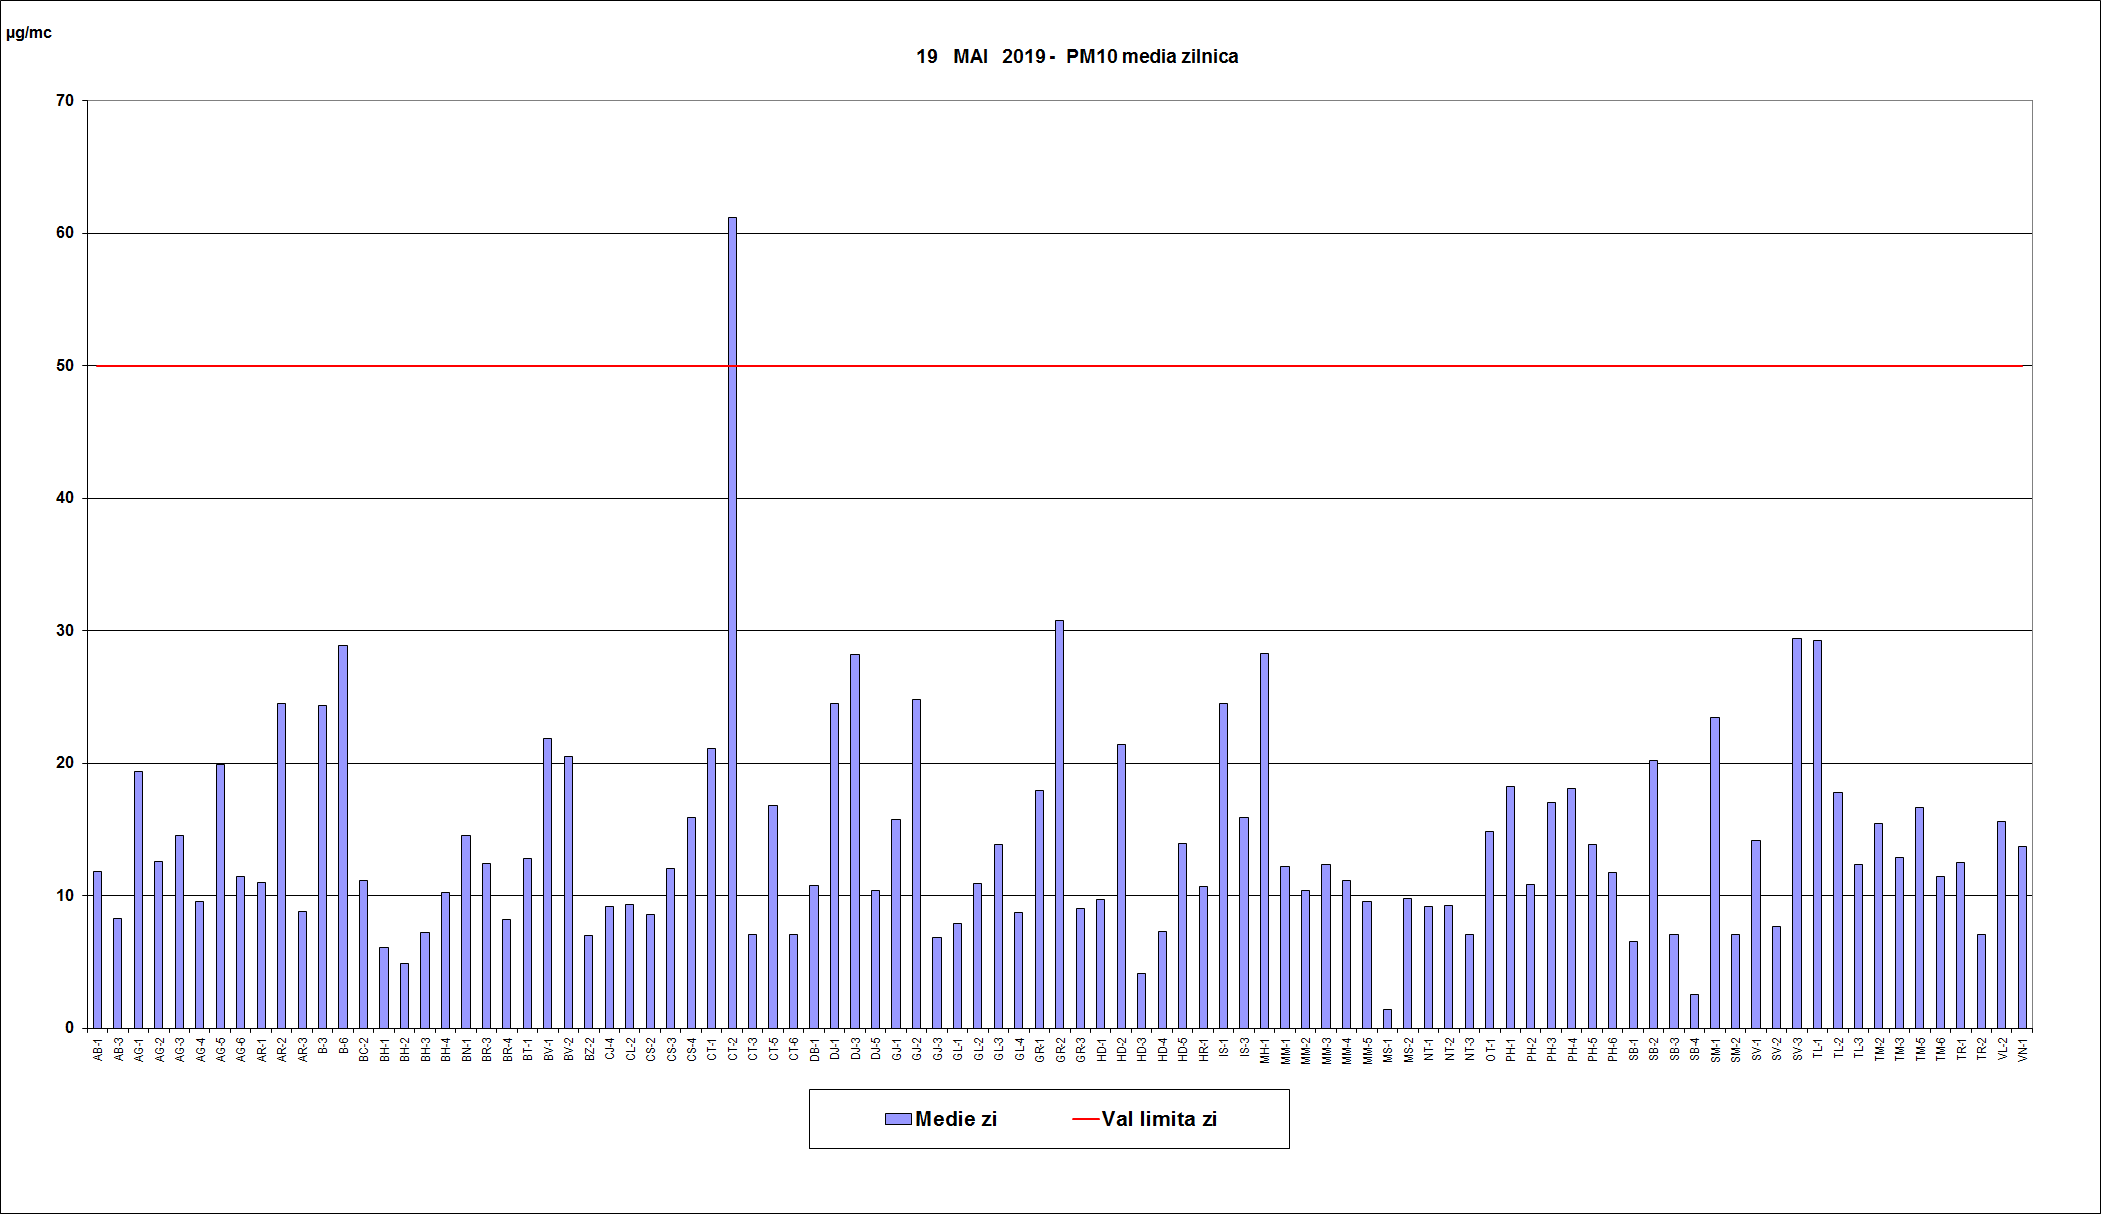 µg/mc
19 MAI 2019 - PM10 media zilnica
70
60
50
40
30
20
10
0
AB-1 AB-3 AG-1 AG-2 AG-3 AG-4 AG-5 AG-6 AR-1 AR-2 AR-3 B-3 B-6 BC-2 BH-1 BH-2 BH-3 BH-4 BN-1 BR-3 BR-4 BT-1 BV-1 BV-2 BZ-2 CJ-4 CL-2 CS-2 CS-3 CS-4 CT-1 CT-2 CT-3 CT-5 CT-6 DB-1 DJ-1 DJ-3 DJ-5 GJ-1 GJ-2 GJ-3 GL-1 GL-2 GL-3 GL-4 GR-1 GR-2 GR-3 HD-1 HD-2 HD-3 HD-4 HD-5 HR-1 IS-1 IS-3 MH-1 MM-1 MM-2 MM-3 MM-4 MM-5 MS-1 MS-2 NT-1 NT-2 NT-3 OT-1 PH-1 PH-2 PH-3 PH-4 PH-5 PH-6 SB-1 SB-2 SB-3 SB-4 SM-1 SM-2 SV-1 SV-2 SV-3 TL-1 TL-2 TL-3 TM-2 TM-3 TM-5 TM-6 TR-1 TR-2 VL-2 VN-1
Medie zi Val limita zi